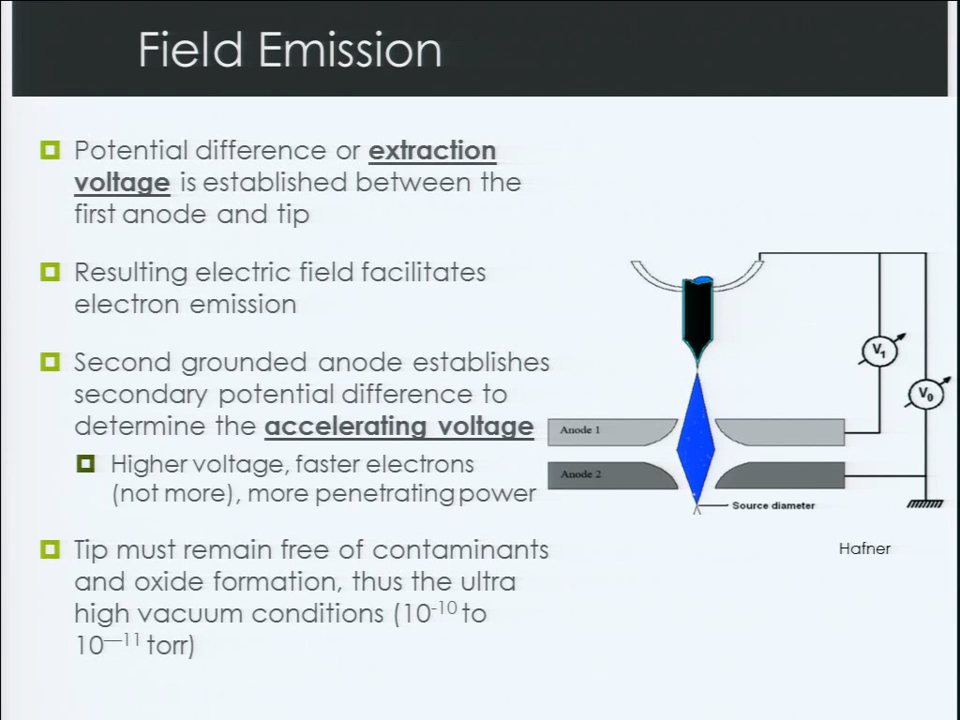 Field Emission
Potential difference or extraction
voltage is established between the
first anode and tip
Resulting electric field facilitates
electron emission
Second grounded anode establishes
secondary potential difference to
determine the accelerating voltage
Higher voltage, faster electrons
(not more), more penetrating power
Tip must remain free of contaminants
and oxide formation, thus the ultra
high vacuum conditions (10-10 to
10—11 torr)
V1
V0
Anode 1
Anode 2
Source diameter
Hafner